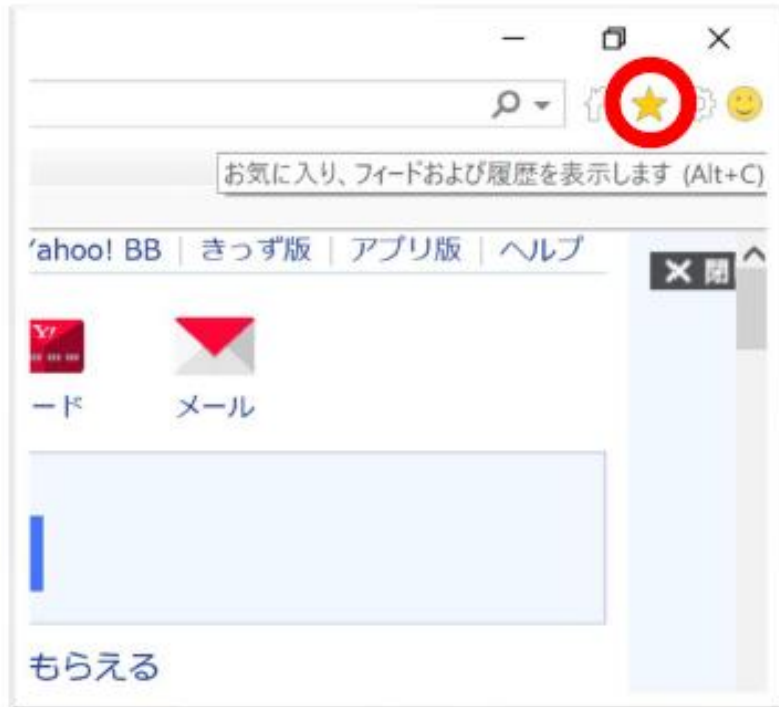 お気に入り、フィードおよび履歴を表示します (Alt+C)
Yahoo! BB | きっず版 | アプリ版 | ヘルプ
閉
Y!
ード
メール
もらえる